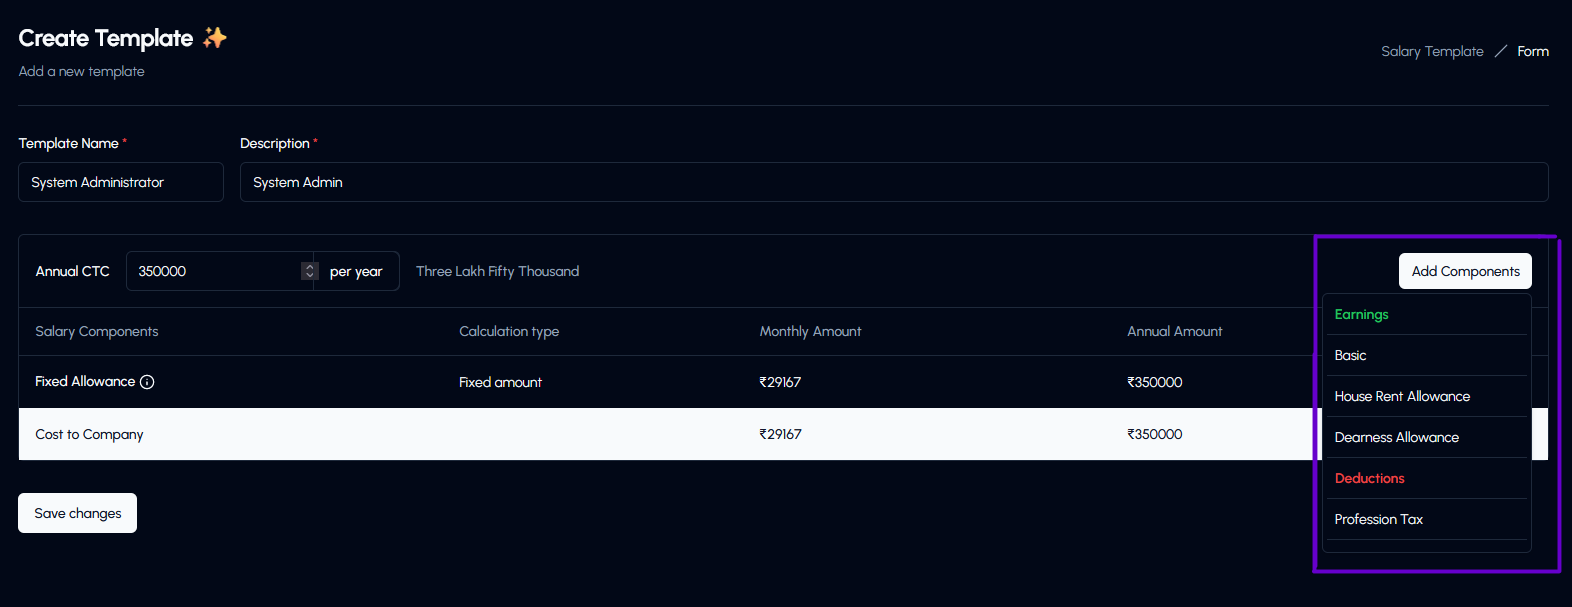 Create Template ✨
Add a new template
Salary Template / Form
Template Name *
Description *
System Administrator
System Admin
Annual CTC 350000 per year Three Lakh Fifty Thousand
Add Components
Salary Components Calculation type Monthly Amount Annual Amount
Fixed Allowance Fixed amount ₹29167 ₹350000
Cost to Company ₹29167 ₹350000
Earnings
Basic
House Rent Allowance
Dearness Allowance
Deductions
Profession Tax
Save changes